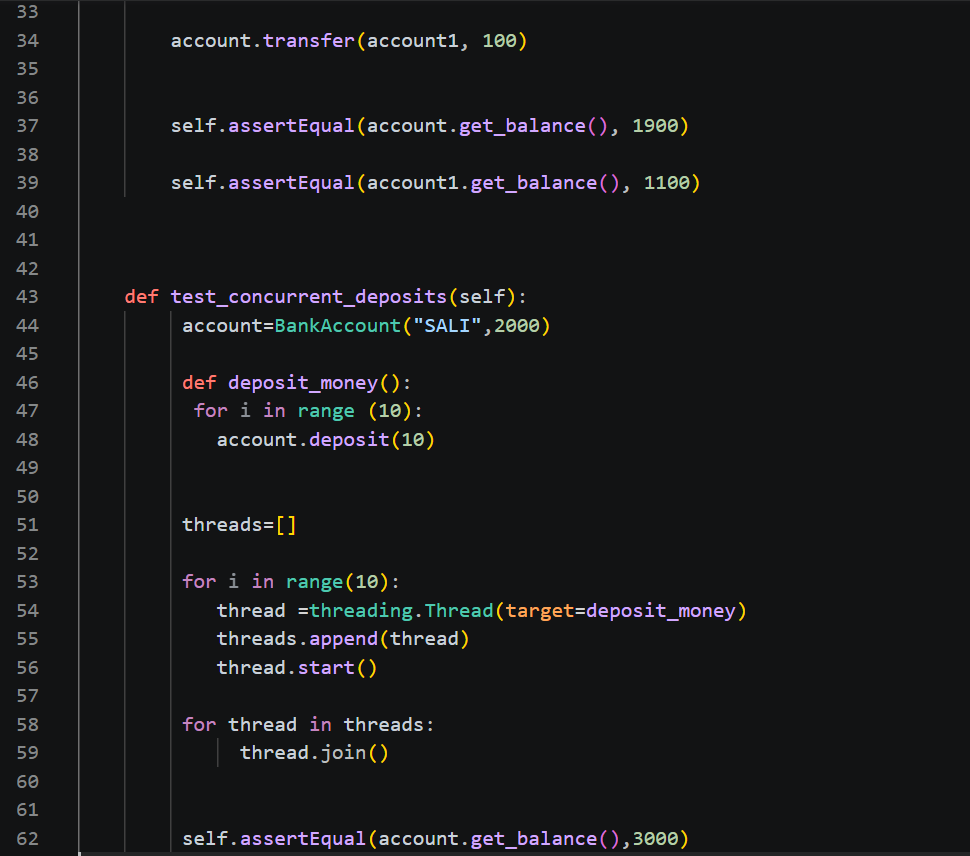 33
34 account.transfer(account1, 100)
35
36
37 self.assertEqual(account.get_balance(), 1900)
38
39 self.assertEqual(account1.get_balance(), 1100)
40
41
42
43 def test_concurrent_deposits(self):
44 account=BankAccount("SALI",2000)
45
46 def deposit_money():
47 for i in range (10):
48 account.deposit(10)
49
50
51 threads=[]
52
53 for i in range(10):
54 thread =threading.Thread(target=deposit_money)
55 threads.append(thread)
56 thread.start()
57
58 for thread in threads:
59 thread.join()
60
61
62 self.assertEqual(account.get_balance(),3000)